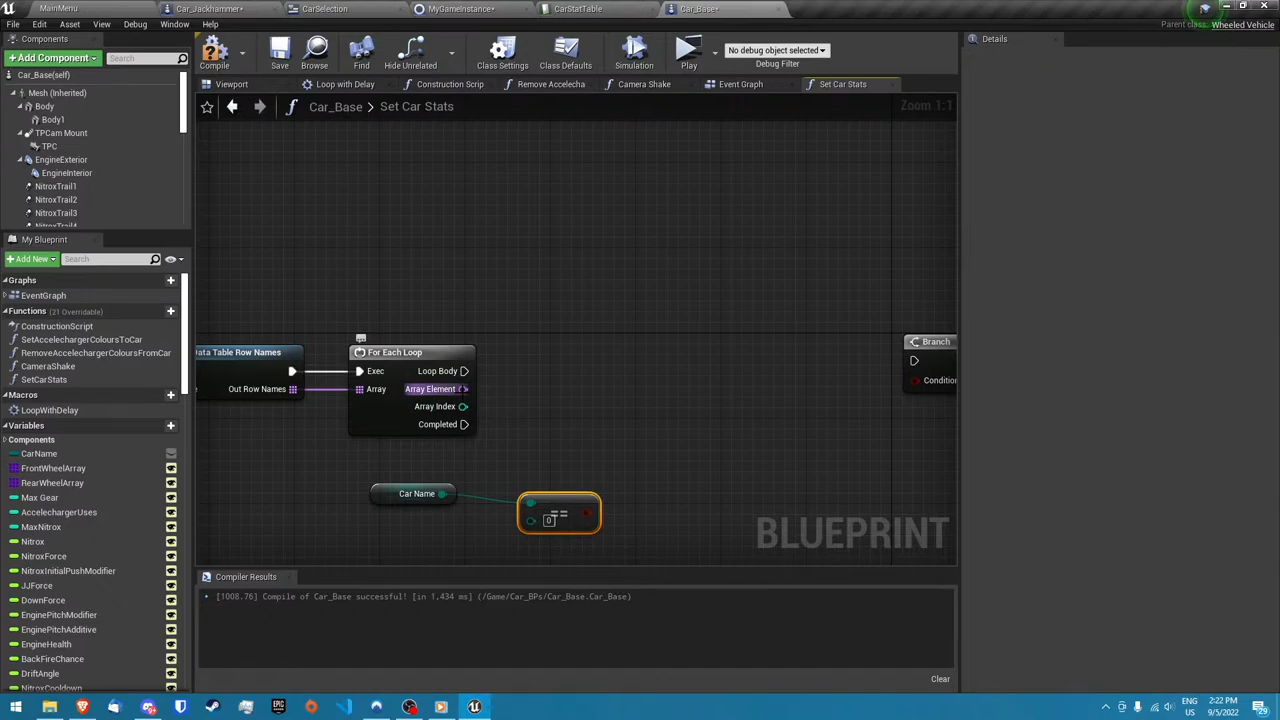 MainMenu
Car_Jackhammer*
CarSelection
MyGameInstance*
CarStatTable
Car_Base*
File Edit Asset View Debug Window Help
Parent class: Wheeled Vehicle
Components
Details
+Add Component
Search
Compile
Save
Browse
Find
Hide Unrelated
Class Settings
Class Defaults
Simulation
Play
No debug object selected
Debug Filter
Car_Base(self)
Mesh (Inherited)
Body
Body1
TPCam Mount
TPC
EngineExterior
EngineInterior
NitroxTrail1
NitroxTrail2
NitroxTrail3
NitroxTrail4
Viewport
Loop with Delay
Construction Scrip
Remove Accelecha
Camera Shake
Event Graph
Set Car Stats
Car_Base > Set Car Stats
Zoom 1:1
My Blueprint
+Add New
Search
Graphs
EventGraph
Functions (21 Overridable)
ConstructionScript
SetAccelechargerColoursToCar
RemoveAccelechargerColoursFromCar
CameraShake
SetCarStats
Macros
LoopWithDelay
Variables
Components
CarName
FrontWheelArray
RearWheelArray
Max Gear
AccelechargerUses
MaxNitrox
Nitrox
NitroxForce
NitroxInitialPushModifier
JJForce
DownForce
EnginePitchModifier
EnginePitchAdditive
EngineHealth
BackFireChance
DriftAngle
NitroxCooldown
Data Table Row Names
Out Row Names
For Each Loop
Exec
Loop Body
Array
Array Element
Array Index
Completed
Branch
Conditio
Car Name
0
==
BLUEPRINT
Compiler Results
[1008.76] Compile of Car_Base successful! [in 1,434 ms] (/Game/Car_BPs/Car_Base.Car_Base)
Clear
ENG
US
2:22 PM
9/5/2022
29